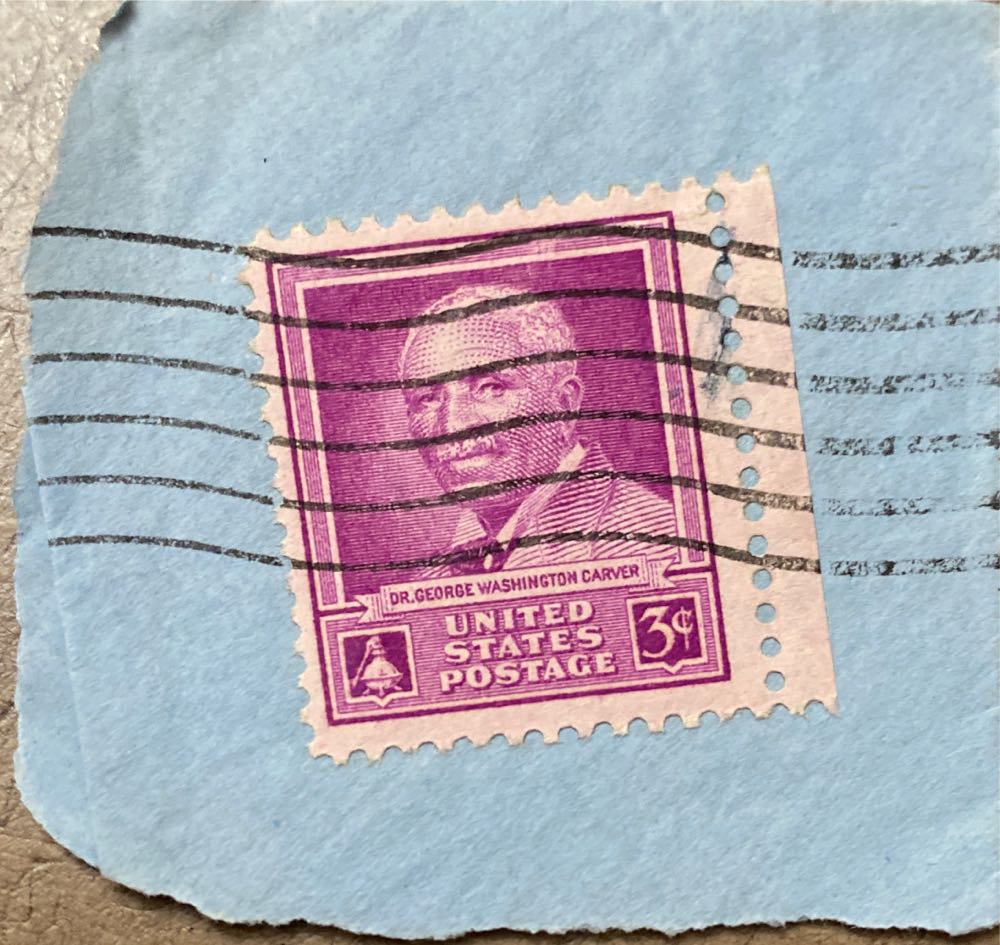 DR. GEORGE WASHINGTON CARVER
UNITED
STATES
POSTAGE
3¢